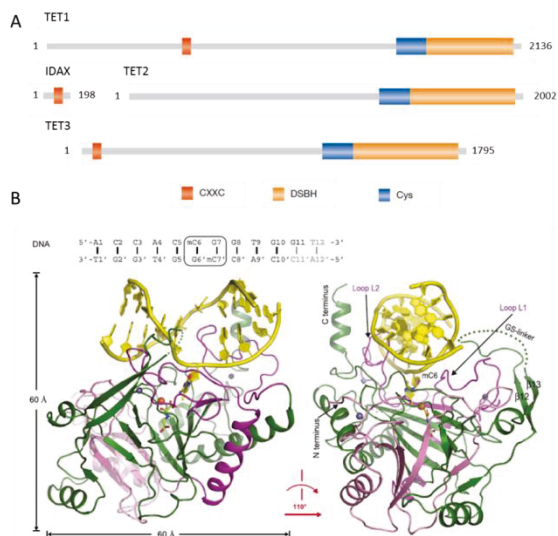 A
TET1
1 2136
IDAX TET2
1 198 1 2002
TET3
1 1795
CXXC DSBH Cys
B
DNA 5'-A1 C2 C3 A4 C5 mC6 G7 G8 T9 G10 G11 T12 -3'
3'-T1' G2' G3' T4' G5 G6' mC7' C8' A9' C10' C11' A12'-5'
Loop L2
Loop L1
C terminus
GS-linker
mC6
60 Å
N terminus
β13
β12
110°
60 Å